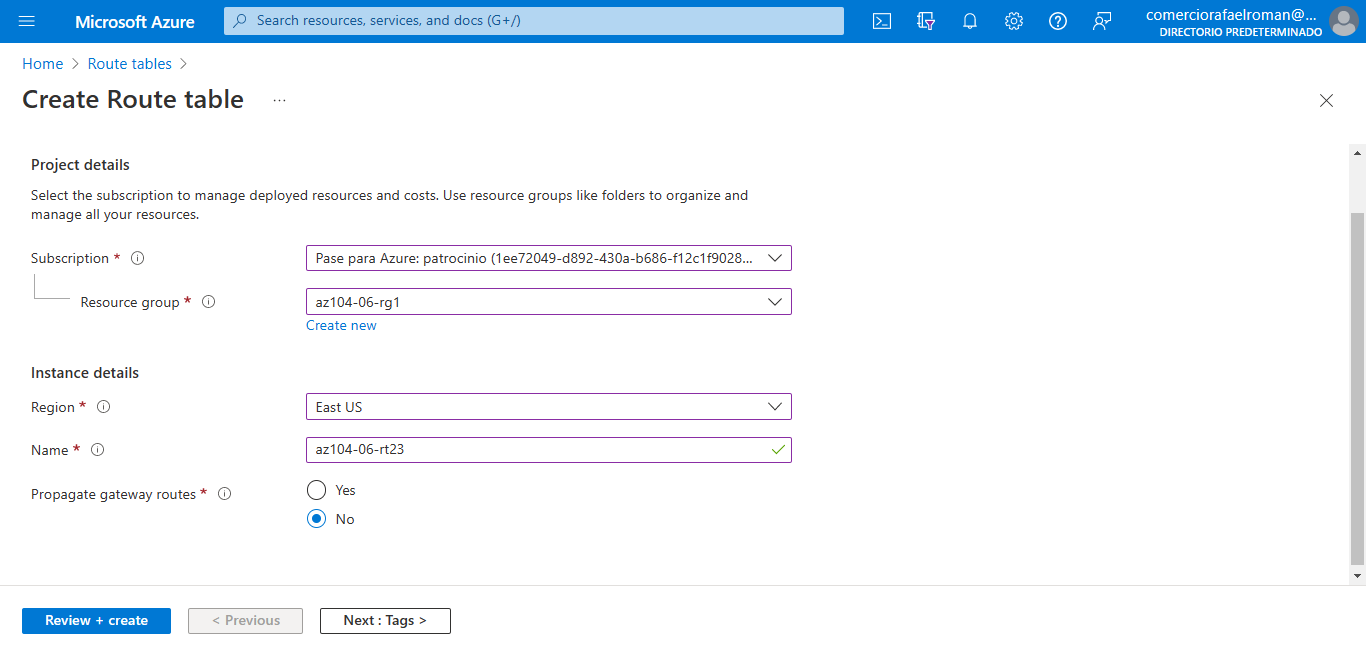 Microsoft Azure
Search resources, services, and docs (G+/)
comerciorafaelroman@...
DIRECTORIO PREDETERMINADO
Home > Route tables >
Create Route table ...
Project details
Select the subscription to manage deployed resources and costs. Use resource groups like folders to organize and
manage all your resources.
Subscription *
Pase para Azure: patrocinio (1ee72049-d892-430a-b686-f12c1f9028...
Resource group *
az104-06-rg1
Create new
Instance details
Region *
East US
Name *
az104-06-rt23
Propagate gateway routes *
Yes
No
Review + create
< Previous
Next : Tags >